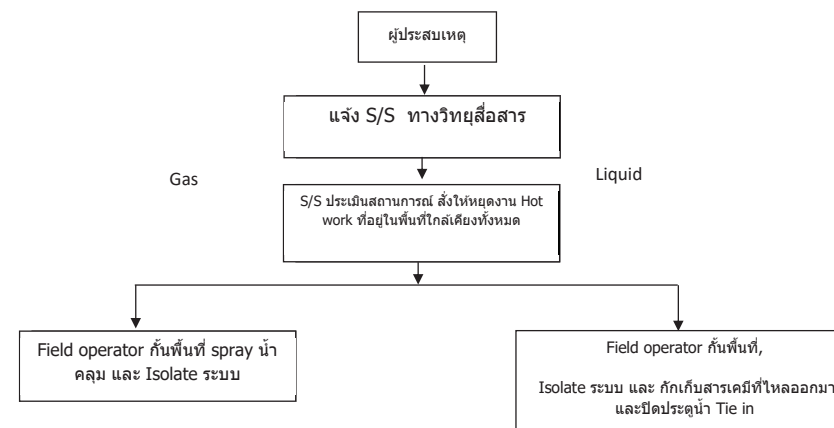 ผู้ประสบเหตุ
แจ้ง S/S ทางวิทยุสื่อสาร
Gas
Liquid
S/S ประเมินสถานการณ์ สั่งให้หยุดงาน Hot
work ที่อยู่ในพื้นที่ใกล้เคียงทั้งหมด
Field operator กั้นพื้นที่ spray น้ำ
คลุม และ Isolate ระบบ
Field operator กั้นพื้นที่,
Isolate ระบบ และ กักเก็บสารเคมีที่ไหลออกมา
และปิดประตูน้ำ Tie in